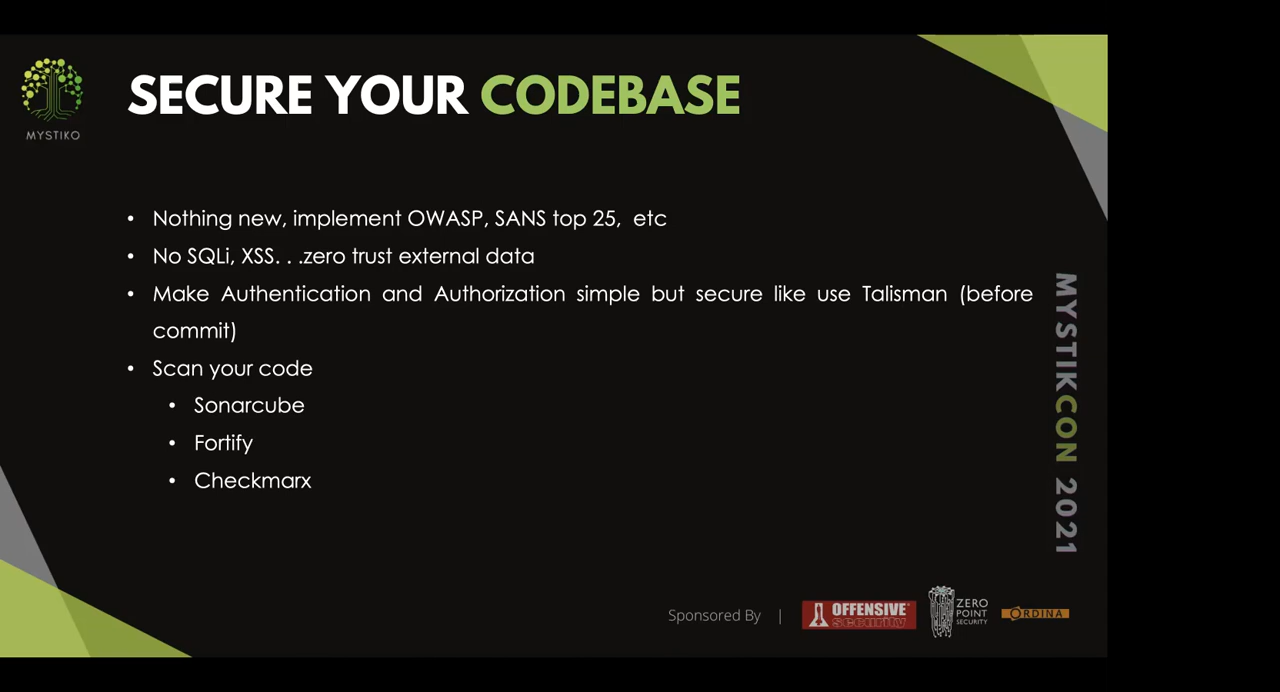 MYSTIKO
SECURE YOUR CODEBASE
• Nothing new, implement OWASP, SANS top 25,  etc
• No SQLi, XSS. . .zero trust external data
• Make Authentication and Authorization simple but secure like use Talisman (before
commit)
• Scan your code
• Sonarcube
• Fortify
• Checkmarx
MYSTIKCON 2021
Sponsored By |
OFFENSIVE
security
ZERO
POINT
SECURITY
ORDINA